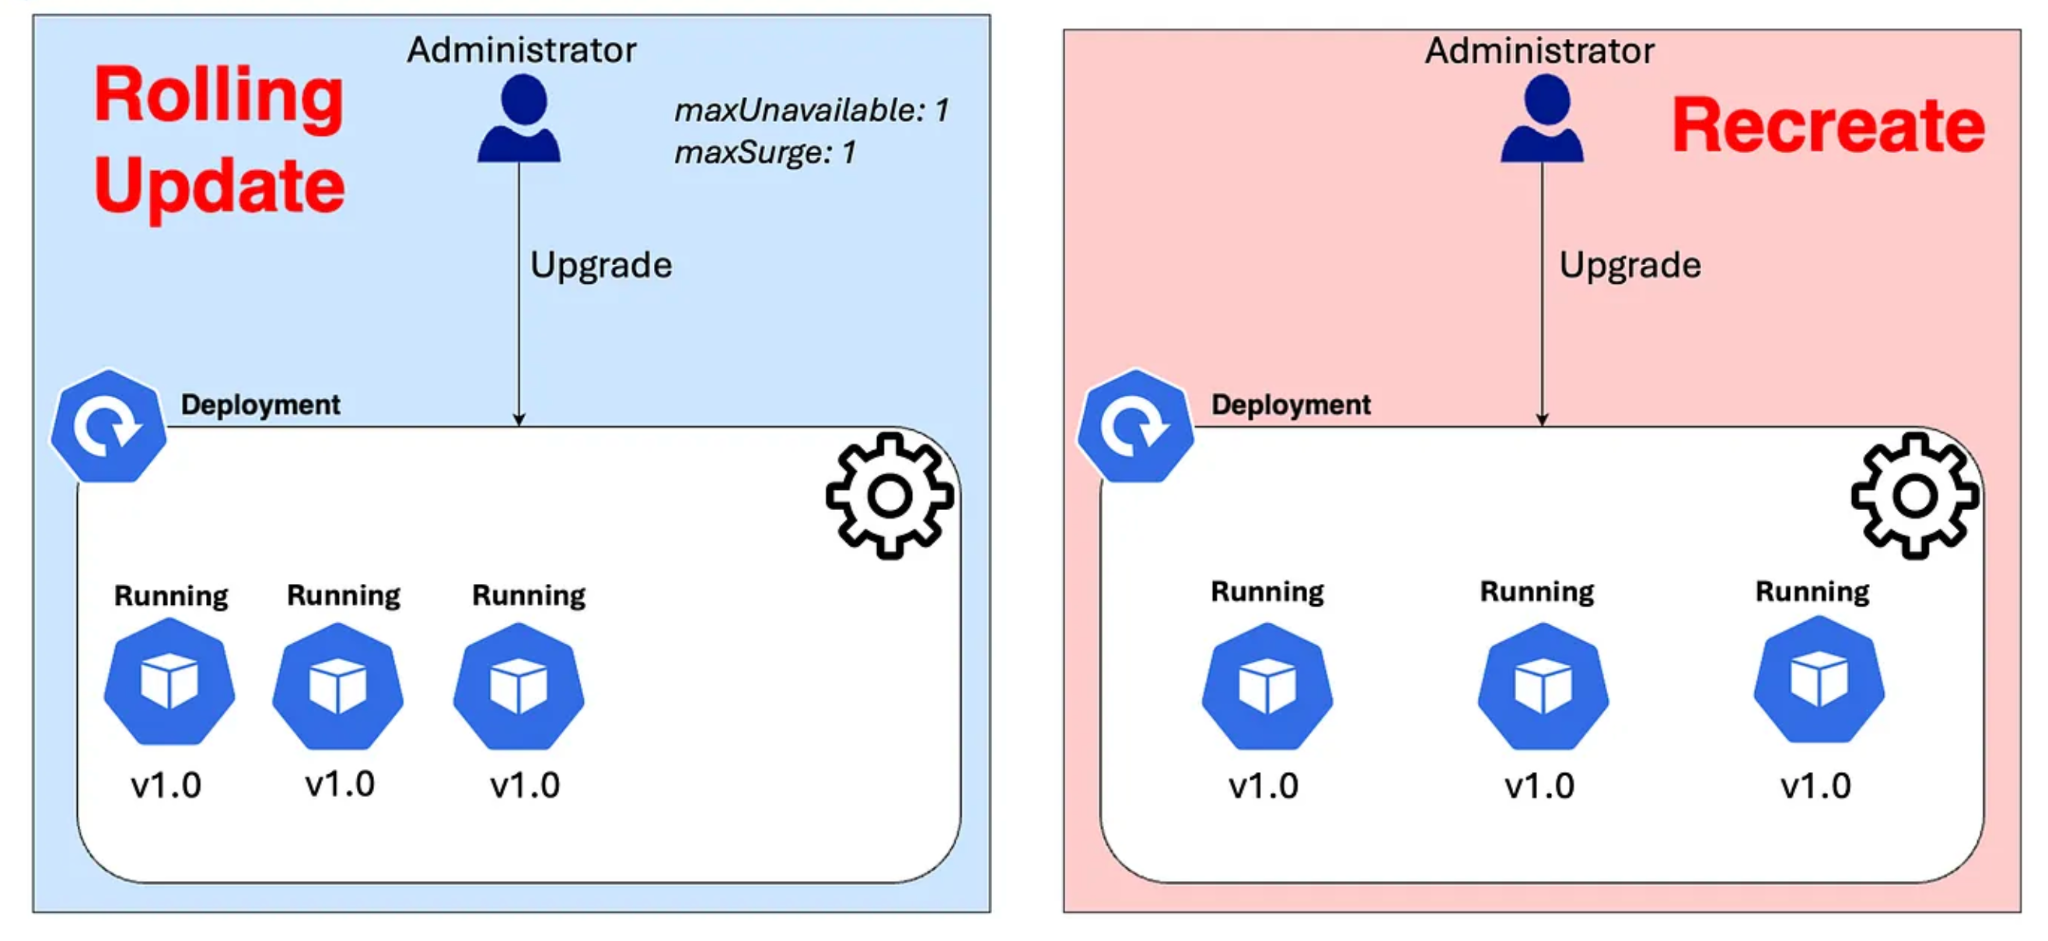 Administrator
Rolling
Update
maxUnavailable: 1
maxSurge: 1
Upgrade
Deployment
Running Running Running
v1.0 v1.0 v1.0
Administrator
Recreate
Upgrade
Deployment
Running Running Running
v1.0 v1.0 v1.0